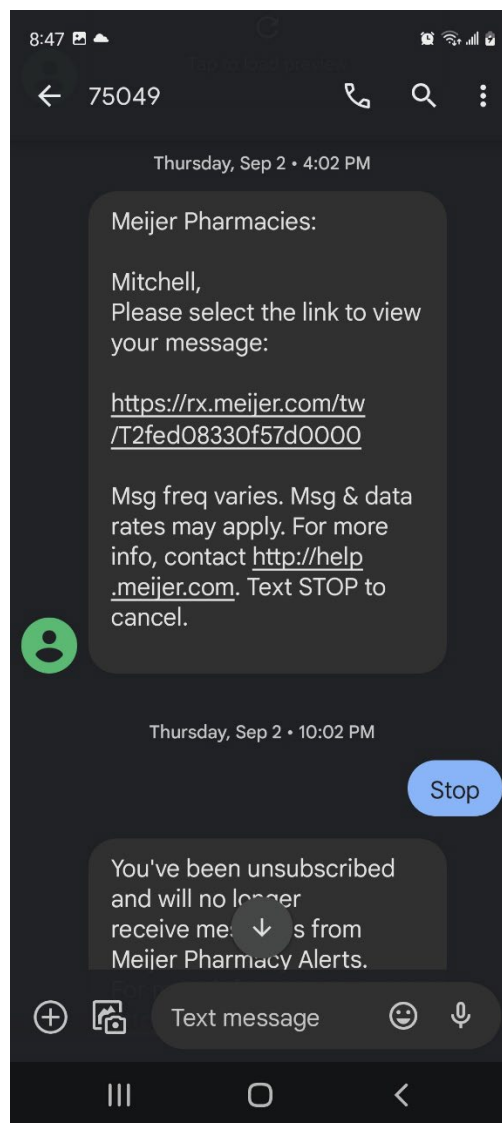 8:47
75049
Thursday, Sep 2 • 4:02 PM
Meijer Pharmacies:
Mitchell,
Please select the link to view
your message:
https://rx.meijer.com/tw
/T2fed08330f57d0000
Msg freq varies. Msg & data
rates may apply. For more
info, contact http://help
.meijer.com. Text STOP to
cancel.
Thursday, Sep 2 • 10:02 PM
Stop
You've been unsubscribed
and will no longer
receive from
Meijer Pharmacy Alerts.
Text message